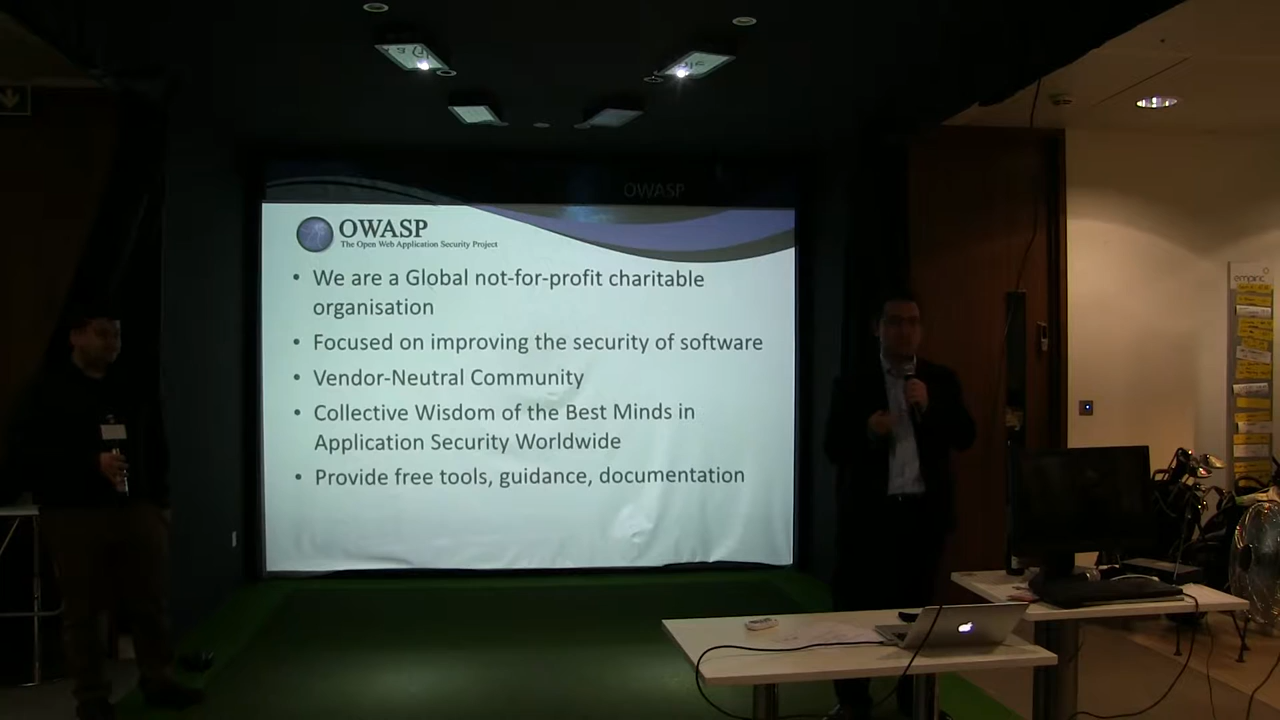 OWASP
OWASP
The Open Web Application Security Project
• We are a Global not-for-profit charitable
organisation
• Focused on improving the security of software
• Vendor-Neutral Community
• Collective Wisdom of the Best Minds in
Application Security Worldwide
• Provide free tools, guidance, documentation
empiric